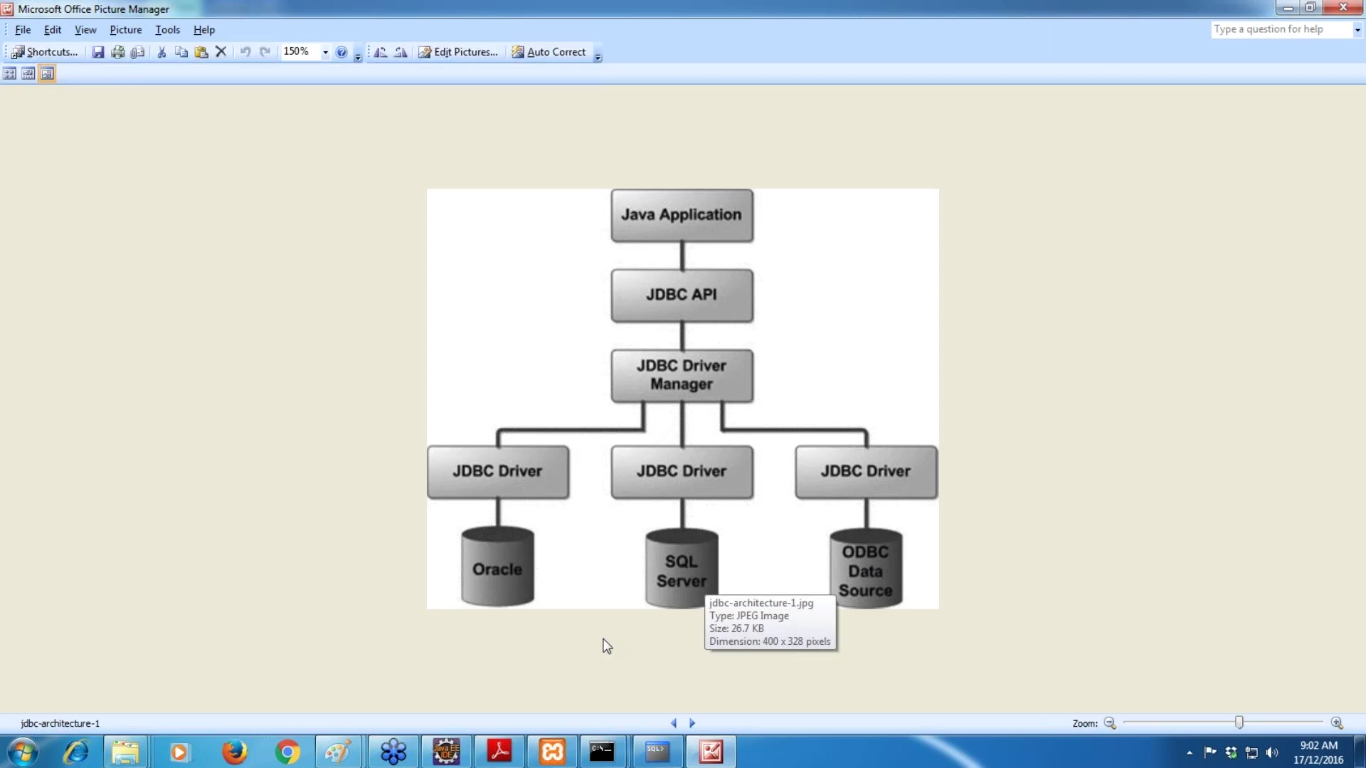 Microsoft Office Picture Manager
File Edit View Picture Tools Help
Type a question for help
Shortcuts... 150% Edit Pictures... Auto Correct
Java Application
JDBC API
JDBC Driver
Manager
JDBC Driver JDBC Driver JDBC Driver
Oracle
SQL
Server
ODBC
Data
Source
jdbc-architecture-1.jpg
Type: JPEG Image
Size: 26.7 KB
Dimension: 400 x 328 pixels
jdbc-architecture-1
Zoom:
9:02 AM
17/12/2016